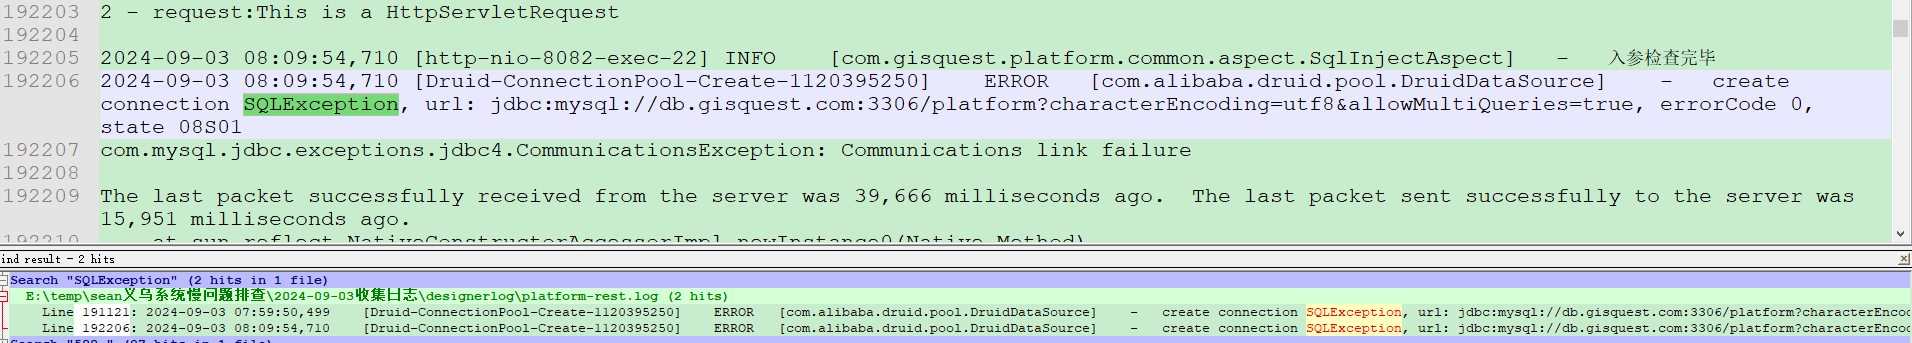 192203 2 - request:This is a HttpServletRequest
192204
192205 2024-09-03 08:09:54,710 [http-nio-8082-exec-22] INFO [com.gisquest.platform.common.aspect.SqlInjectAspect] - 入参检查完毕
192206 2024-09-03 08:09:54,710 [Druid-ConnectionPool-Create-1120395250] ERROR [com.alibaba.druid.pool.DruidDataSource] - create
connection SQLException, url: jdbc:mysql://db.gisquest.com:3306/platform?characterEncoding=utf8&allowMultiQueries=true, errorCode 0,
state 08S01
192207 com.mysql.jdbc.exceptions.jdbc4.CommunicationsException: Communications link failure
192208
192209 The last packet successfully received from the server was 39,666 milliseconds ago. The last packet sent successfully to the server was
15,951 milliseconds ago.
192210 at sun.reflect.NativeConstructorAccessorImpl.newInstance0(Native Method)
ind result - 2 hits
Search "SQLException" (2 hits in 1 file)
E:\temp\sean义乌系统慢问题排查\2024-09-03收集日志\designerlog\platform-rest.log (2 hits)
Line 191121: 2024-09-03 07:59:50,499 [Druid-ConnectionPool-Create-1120395250] ERROR [com.alibaba.druid.pool.DruidDataSource] - create connection SQLException, url: jdbc:mysql://db.gisquest.com:3306/platform?characterEncoc
Line 192206: 2024-09-03 08:09:54,710 [Druid-ConnectionPool-Create-1120395250] ERROR [com.alibaba.druid.pool.DruidDataSource] - create connection SQLException, url: jdbc:mysql://db.gisquest.com:3306/platform?characterEncoc